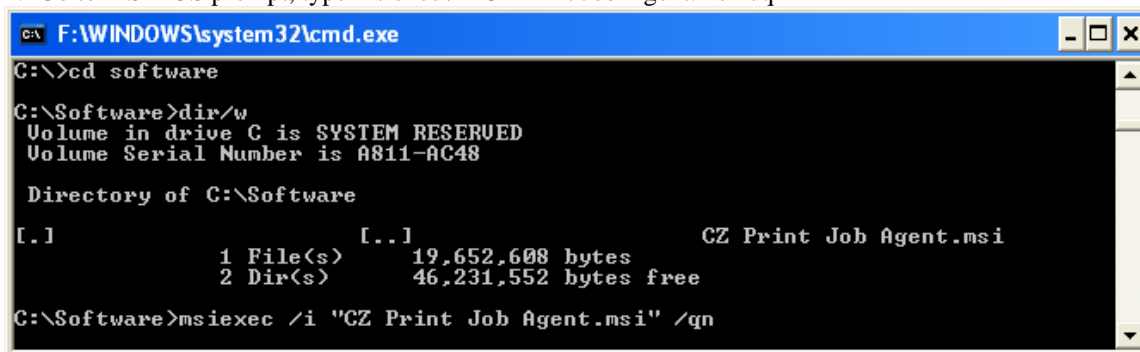 F:\WINDOWS\system32\cmd.exe
C:\>cd software
C:\Software>dir/w
Volume in drive C is SYSTEM RESERVED
Volume Serial Number is A811-AC48
Directory of C:\Software
[.] [..] CZ Print Job Agent.msi
1 File(s) 19,652,608 bytes
2 Dir(s) 46,231,552 bytes free
C:\Software>msiexec /i "CZ Print Job Agent.msi" /qn